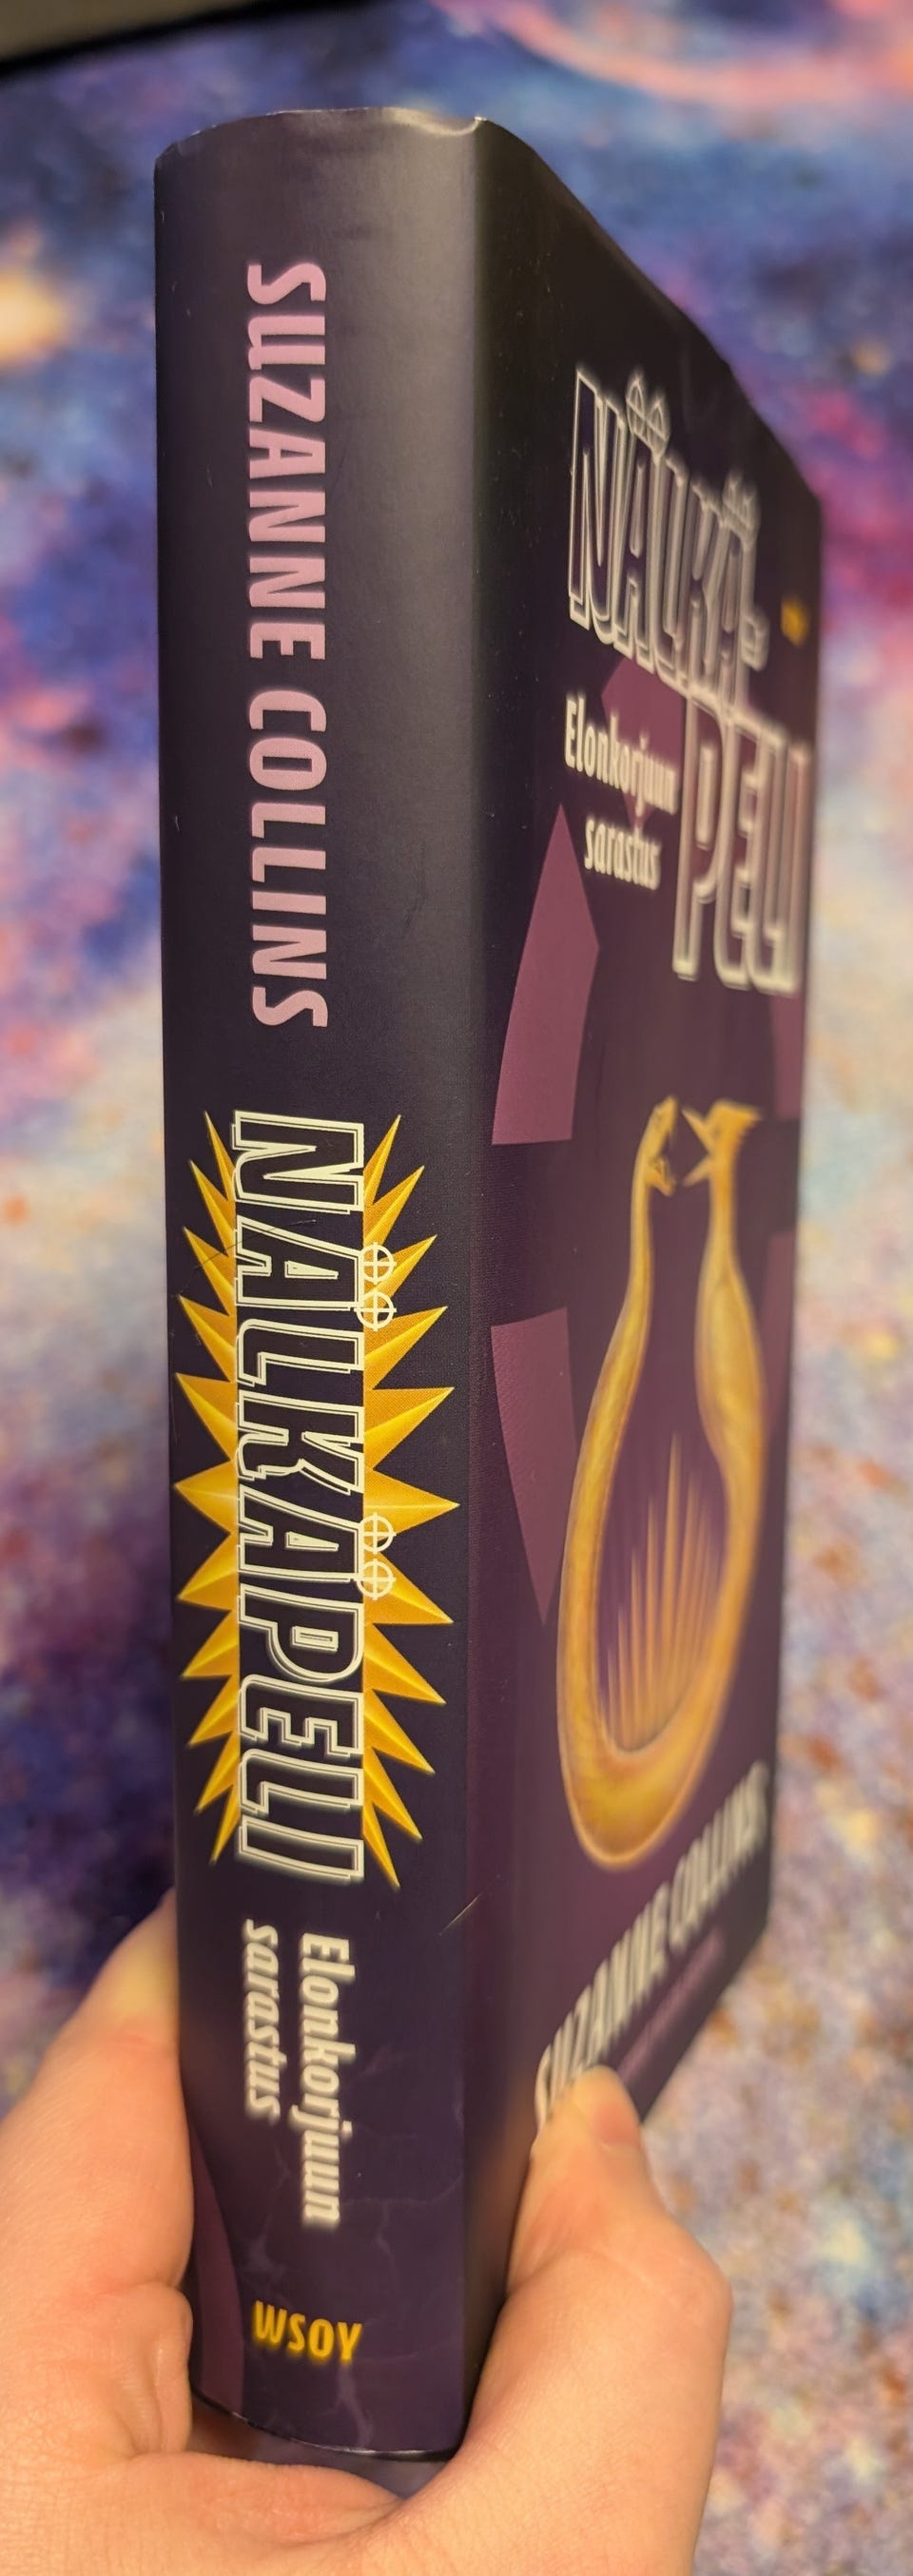 SUZANNE COLLINS
NÄLKÄPELI
Elonkorjuun
sarastus
WSOY
NÄLKÄ-
PELI
Elonkorjuun
sarastus
SUZANNE COLLINS